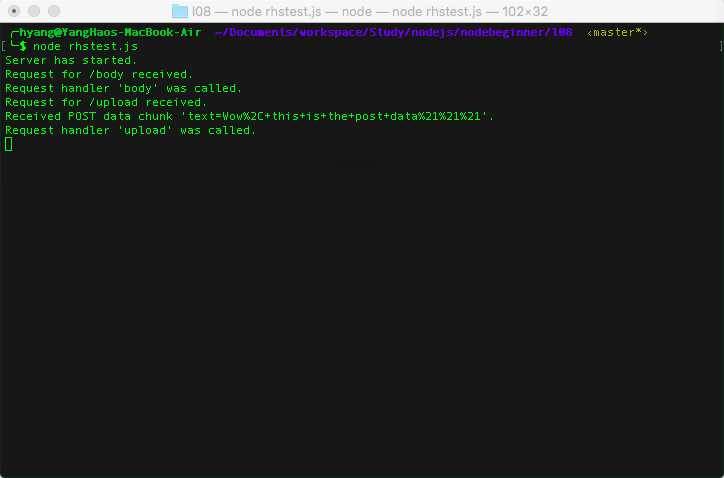 l08 — node rhstest.js — node — node rhstest.js — 102×32
╭─hyang@YangHaos-MacBook-Air ~/Documents/workspace/Study/nodejs/nodebeginner/l08 ‹master*›
[ ╰─$ node rhstest.js ]
Server has started.
Request for /body received.
Request handler 'body' was called.
Request for /upload received.
Received POST data chunk 'text=Wow%2C+this+is+the+post+data%21%21%21'.
Request handler 'upload' was called.